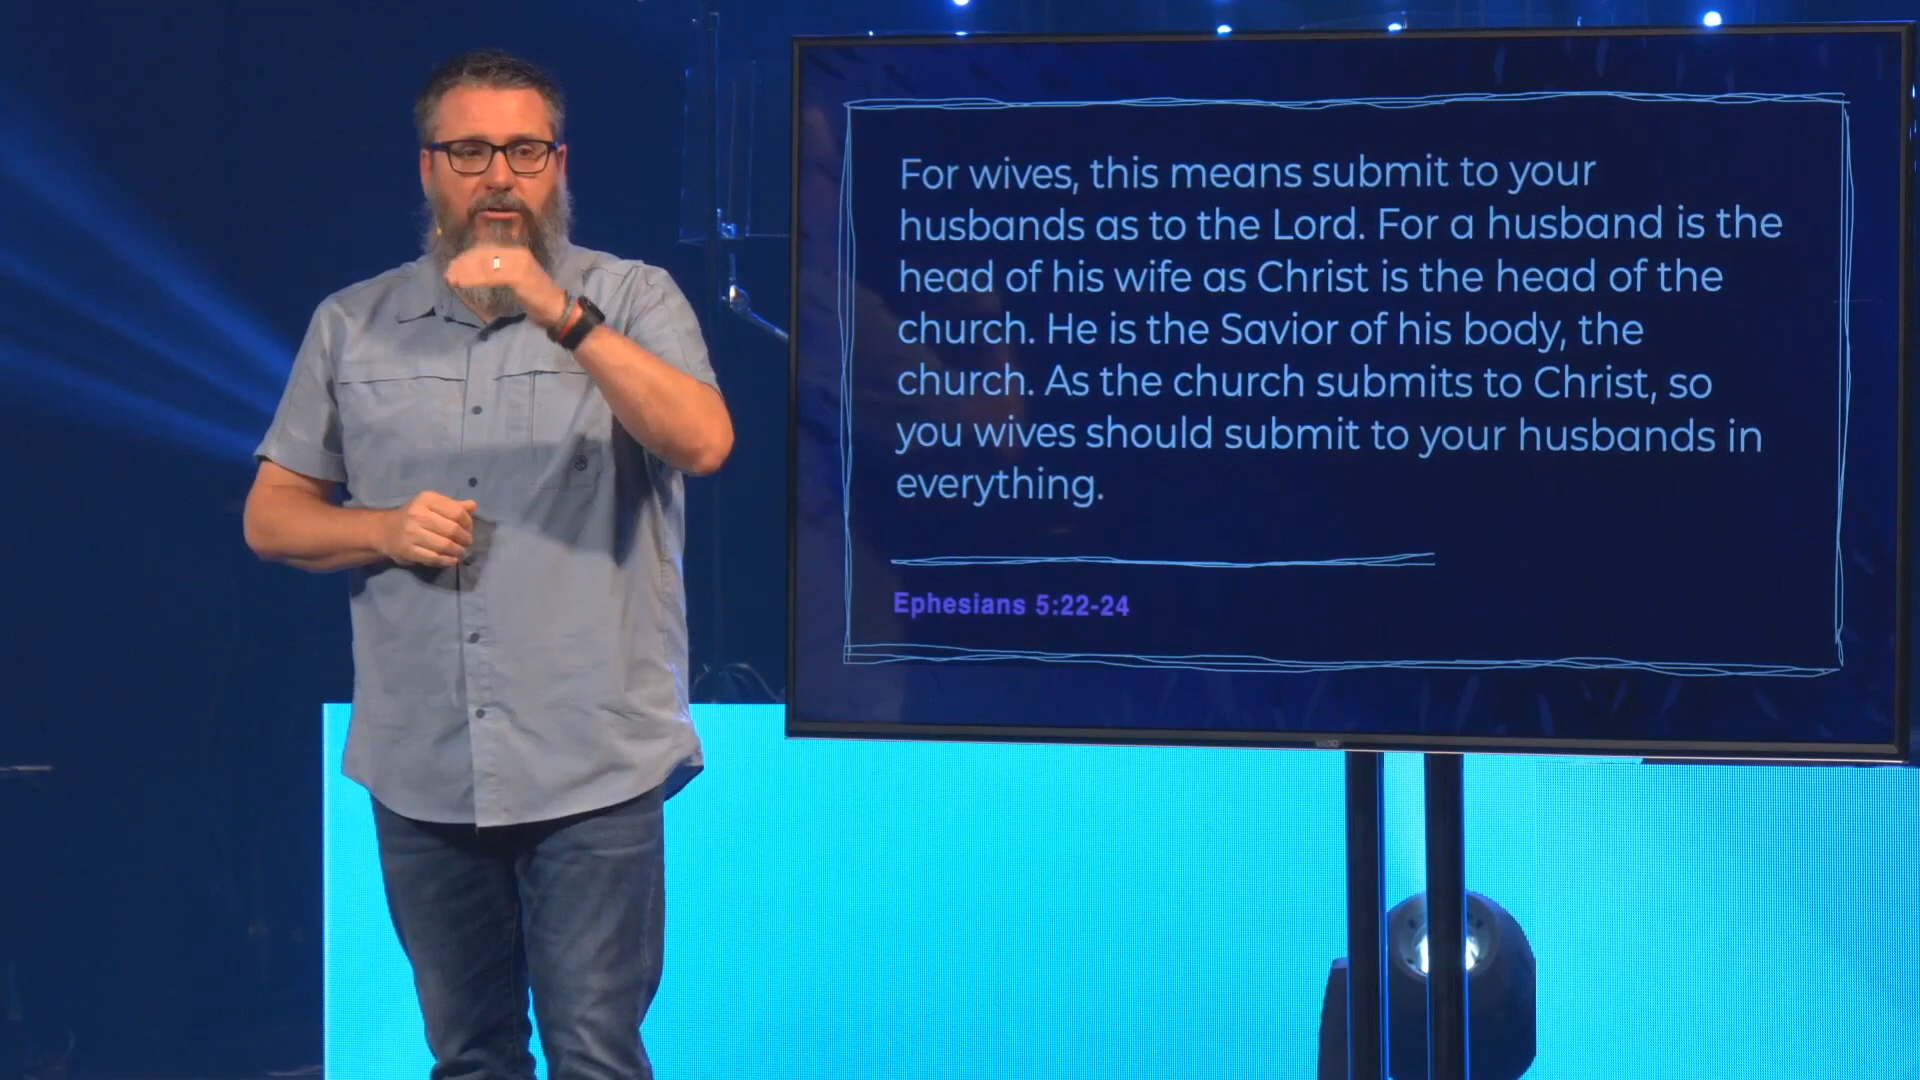 For wives, this means submit to your
husbands as to the Lord. For a husband is the
head of his wife as Christ is the head of the
church. He is the Savior of his body, the
church. As the church submits to Christ, so
you wives should submit to your husbands in
everything.
Ephesians 5:22-24
VIZIO